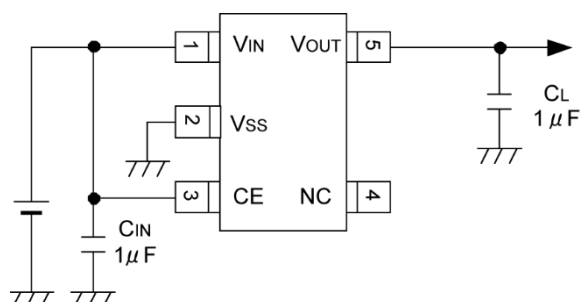 1 VIN VOUT 5
2 VSS
3 CE NC 4
CIN
1μF
CL
1μF